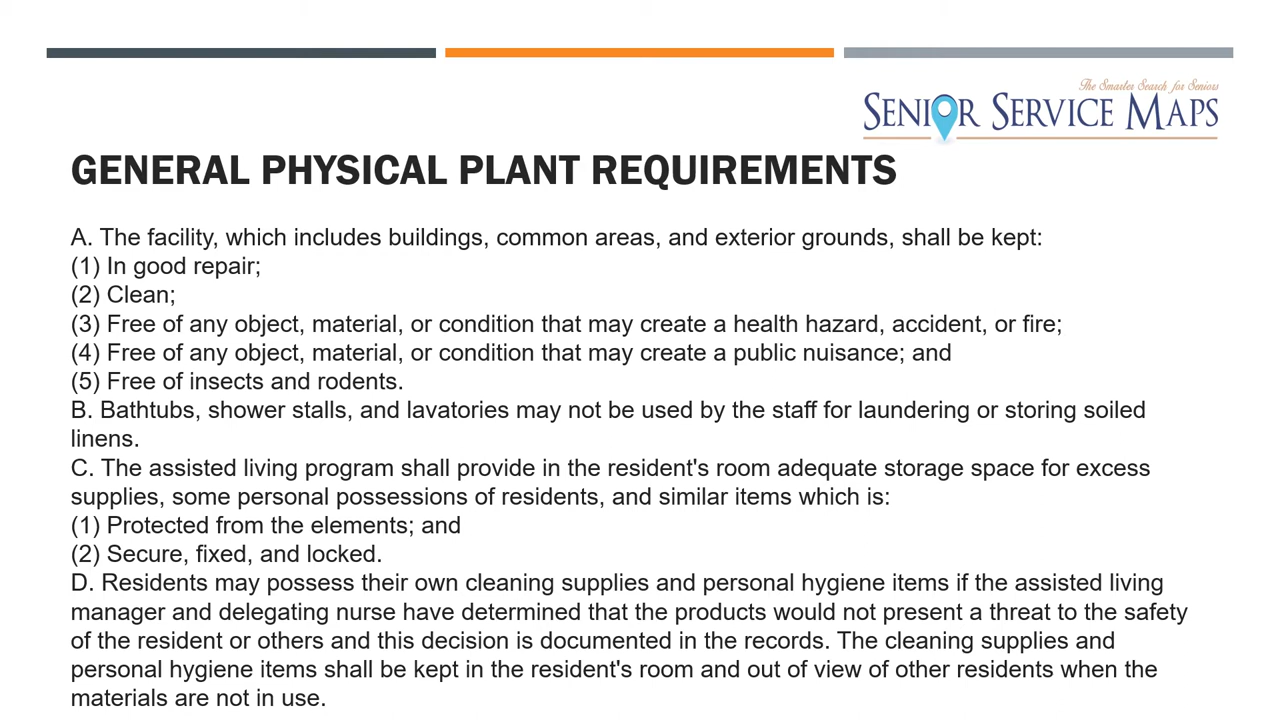 The Smarter Search for Seniors
SENIOR SERVICE MAPS
GENERAL PHYSICAL PLANT REQUIREMENTS
A. The facility, which includes buildings, common areas, and exterior grounds, shall be kept:
(1) In good repair;
(2) Clean;
(3) Free of any object, material, or condition that may create a health hazard, accident, or fire;
(4) Free of any object, material, or condition that may create a public nuisance; and
(5) Free of insects and rodents.
B. Bathtubs, shower stalls, and lavatories may not be used by the staff for laundering or storing soiled
linens.
C. The assisted living program shall provide in the resident's room adequate storage space for excess
supplies, some personal possessions of residents, and similar items which is:
(1) Protected from the elements; and
(2) Secure, fixed, and locked.
D. Residents may possess their own cleaning supplies and personal hygiene items if the assisted living
manager and delegating nurse have determined that the products would not present a threat to the safety
of the resident or others and this decision is documented in the records. The cleaning supplies and
personal hygiene items shall be kept in the resident's room and out of view of other residents when the
materials are not in use.